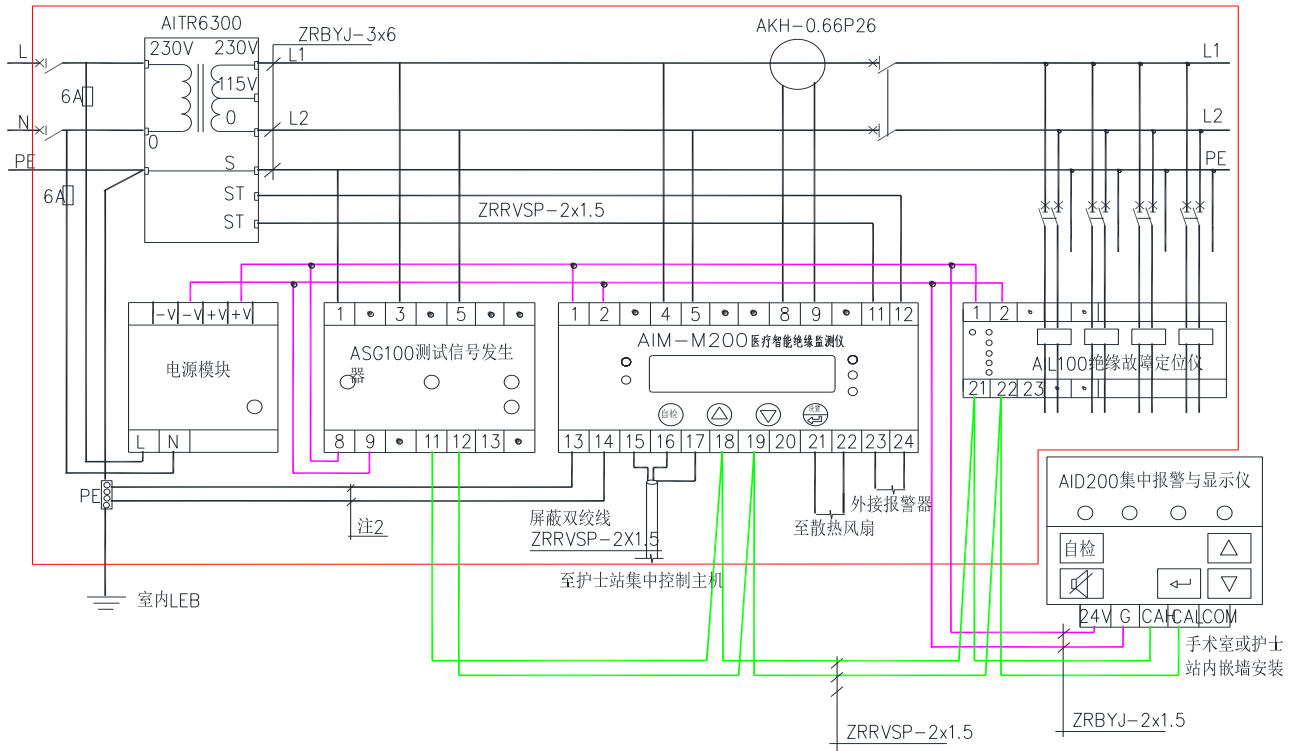 AITR6300
AKH-0.66P26
230V 230V
ZRBYJ-3x6
L
L1
L1
6A
115V
N
0
L2
L2
0
PE
S
PE
6A
ST
ZRRVSP-2x1.5
ST
-V -V +V +V
1 3 5
1 2 4 5 8 9 11 12
1 2
电源模块
ASG100测试信号发生
器
AIM-M200医疗智能绝缘监测仪
AIL100绝缘故障定位仪
自检
设置
21 22 23
L N
8 9 11 12 13
13 14 15 16 17 18 19 20 21 22 23 24
PE
注2
屏蔽双绞线
ZRRVSP-2X1.5
至散热风扇
外接报警器
至护士站集中控制主机
室内LEB
AID200集中报警与显示仪
自检
24V G CAH CAL COM
手术室或护士
站内嵌墙安装
ZRBYJ-2x1.5
ZRRVSP-2x1.5